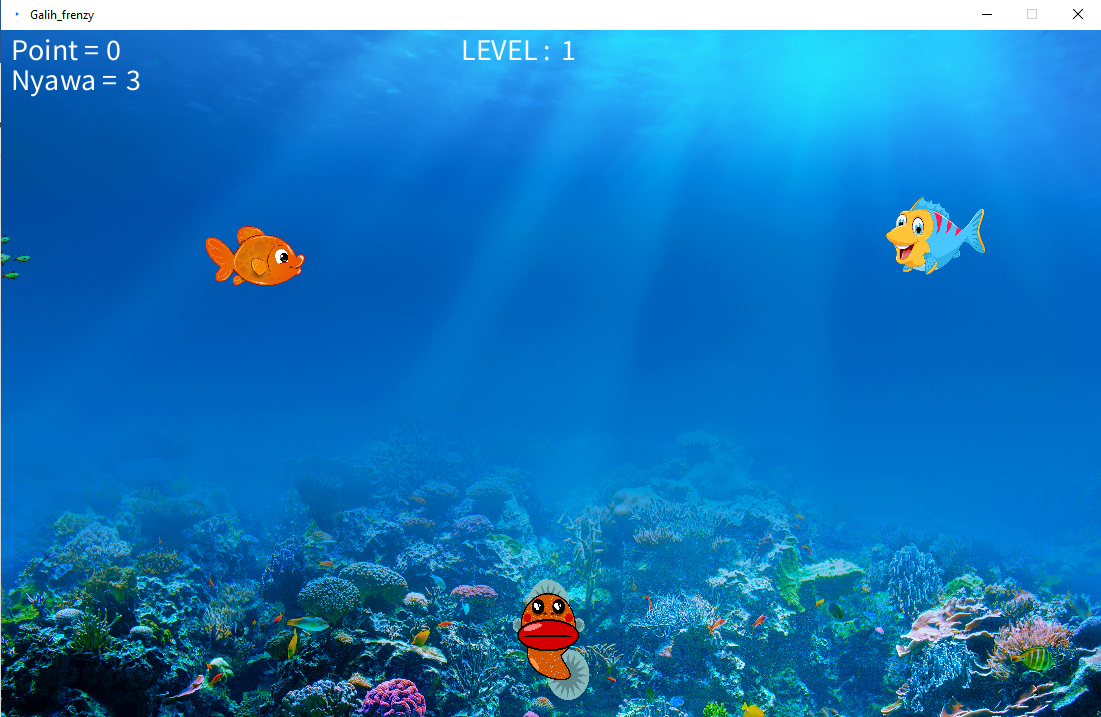 Galih_frenzy
Point = 0
LEVEL : 1
Nyawa = 3